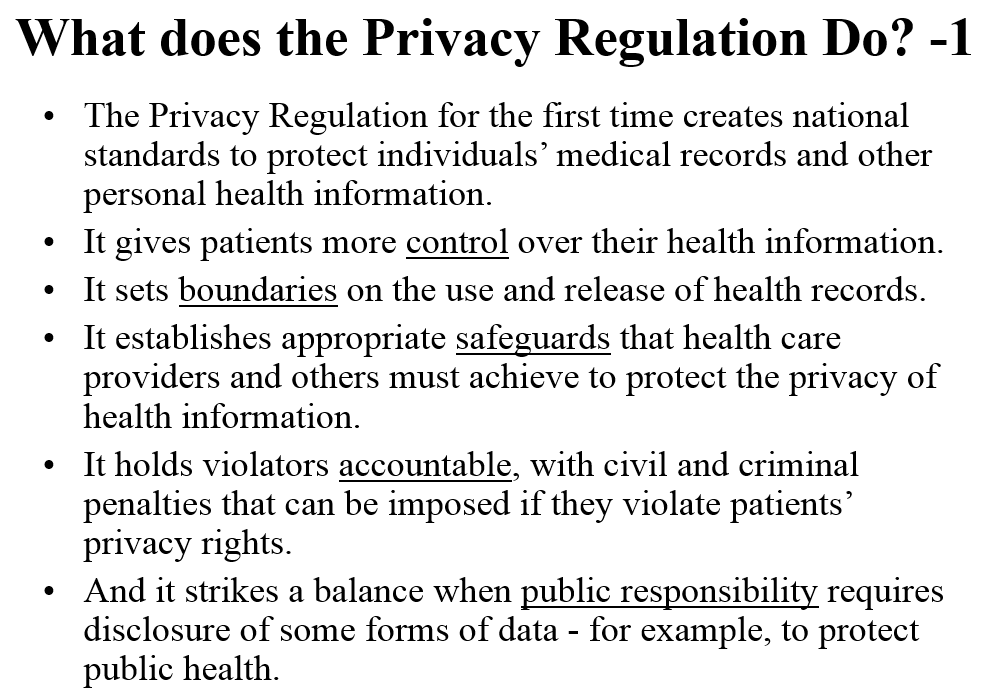 What does the Privacy Regulation Do? -1
• The Privacy Regulation for the first time creates national
standards to protect individuals’ medical records and other
personal health information.
• It gives patients more control over their health information.
• It sets boundaries on the use and release of health records.
• It establishes appropriate safeguards that health care
providers and others must achieve to protect the privacy of
health information.
• It holds violators accountable, with civil and criminal
penalties that can be imposed if they violate patients’
privacy rights.
• And it strikes a balance when public responsibility requires
disclosure of some forms of data - for example, to protect
public health.